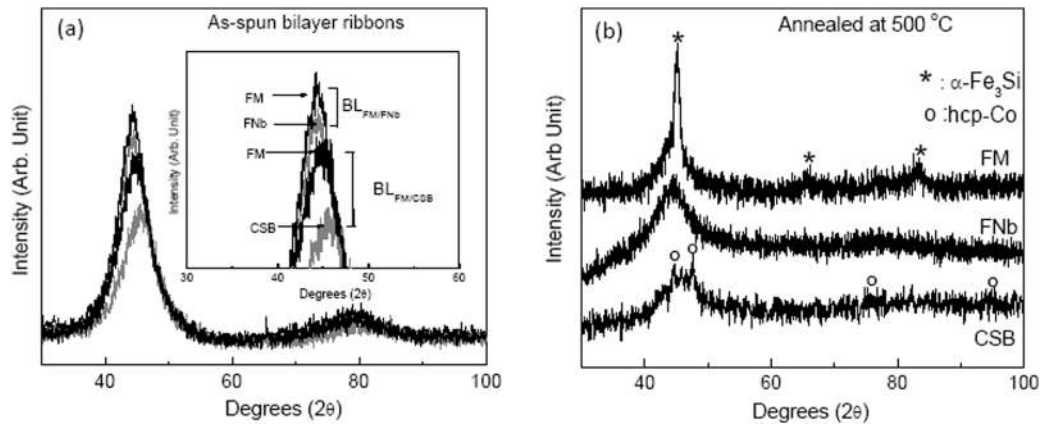 (a)
As-spun bilayer ribbons
Intensity (Arb. Unit)
Degrees (2θ)
40
60
80
100
Intensity (Arb. Unit)
Degrees (2θ)
30
40
50
60
FM
FNb
FM
CSB
BL FM/FNb
BL FM/CSB
(b)
Annealed at 500 °C
* : α-Fe3Si
o :hcp-Co
*
*
*
FM
FNb
o
o
o
o
CSB
Intensity (Arb Unit)
40
60
80
100
Degrees (2θ)